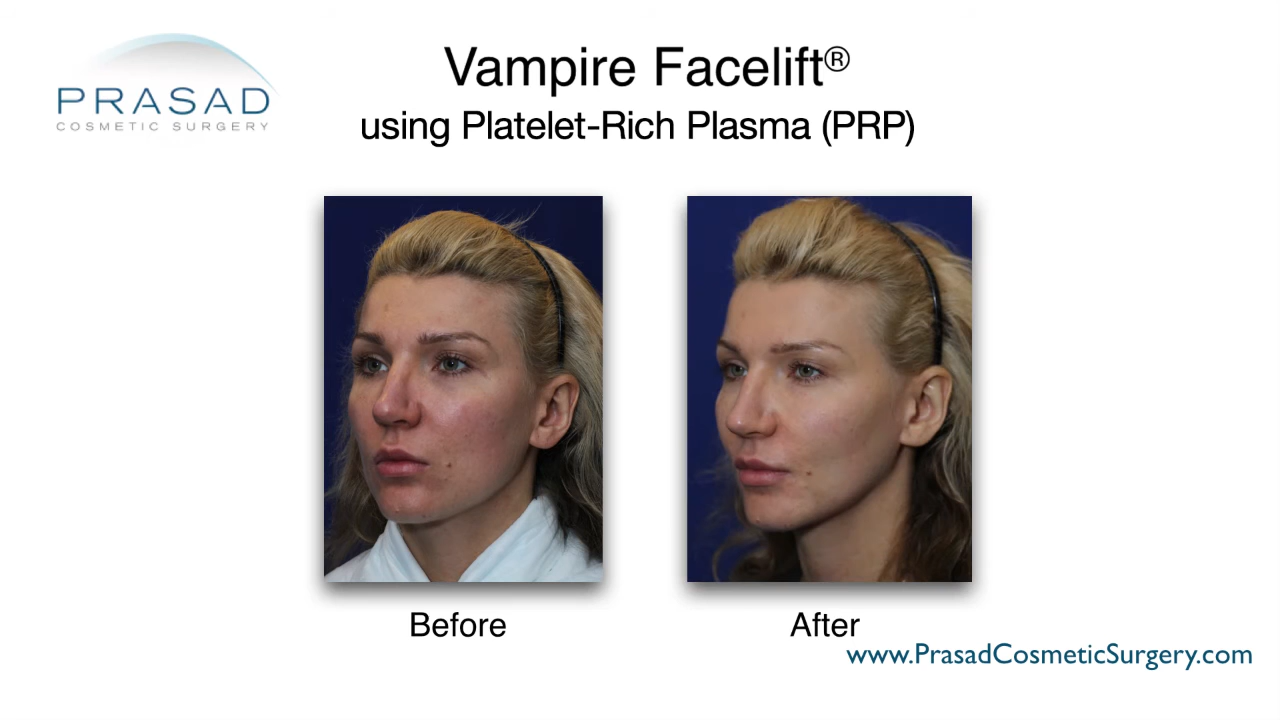 PRASAD
COSMETIC SURGERY
Vampire Facelift®
using Platelet-Rich Plasma (PRP)
Before
After
www.PrasadCosmeticSurgery.com